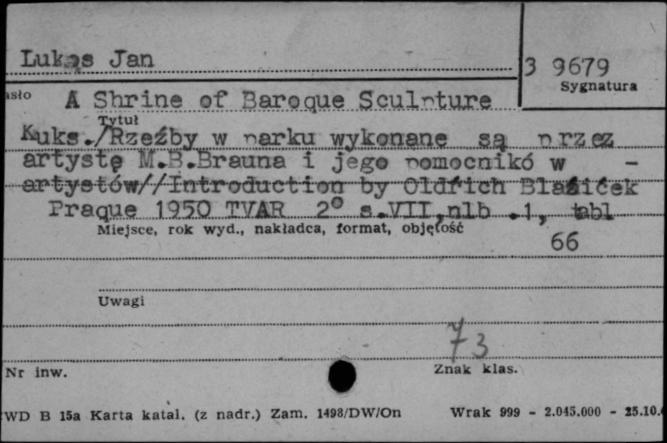 Lukas Jan
3 9679
Sygnatura
asło A Shrine of Baroque Sculpture
Tytuł
Kuks./Rzeźby w parku wykonane są przez
artystę M.B.Brauna i jego pomocnikó w -
artystów//Introduction by Oldřich Blažíček
Praque 1950 TVAR 2° s.VII,nlb .1, tabl
Miejsce, rok wyd., nakładca, format, objętość
66
Uwagi
73
Nr inw.
Znak klas.
WD B 15a Karta katal. (z nadr.) Zam. 1498/DW/On Wrak 999 - 2.045.000 - 25.10.